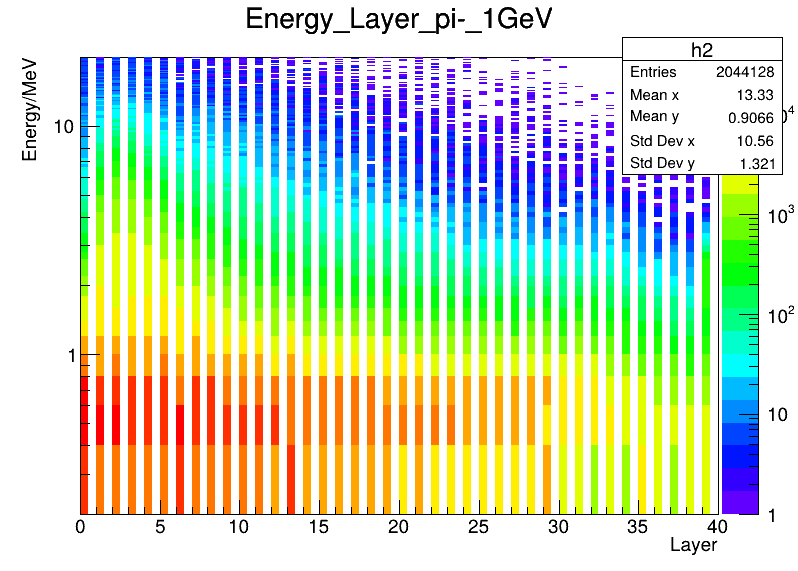 Energy_Layer_pi-_1GeV
h2
Entries 2044128
Mean x 13.33
Mean y 0.9066
Std Dev x 10.56
Std Dev y 1.321
Energy/MeV
10
1
0 5 10 15 20 25 30 35 40
Layer
4
10³
10²
10
1